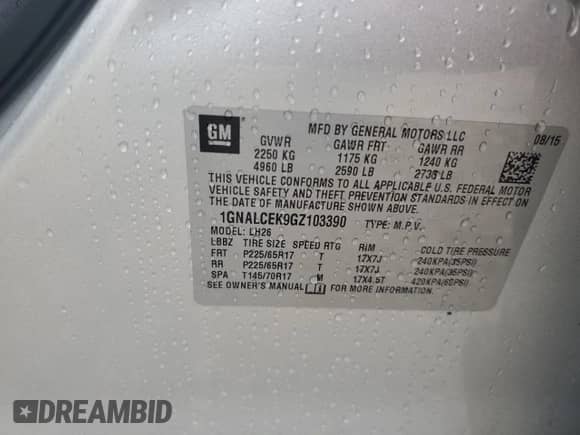 GM
MFD BY GENERAL MOTORS LLC 08/15
GVWR GAWR FRT GAWR RR
2250 KG 1175 KG 1240 KG
4960 LB 2590 LB 2733 LB
THIS VEHICLE CONFORMS TO ALL APPLICABLE U.S. FEDERAL MOTOR
VEHICLE SAFETY AND THEFT PREVENTION STANDARDS IN EFFECT ON
THE DATE OF MANUFACTURE SHOWN ABOVE.
1GNALCEK9GZ103390 TYPE: M.P.V.
MODEL: LH26
LBBZ TIRE SIZE SPEED RTG RIM COLD TIRE PRESSURE
FRT P225/65R17 T 17X7J 240KPA(35PSI)
RR P225/65R17 T 17X7J 240KPA(35PSI)
SPA T145/70R17 M 17X4.5T 420KPA(60PSI)
SEE OWNER'S MANUAL FOR MORE INFORMATION.
DREAMBID